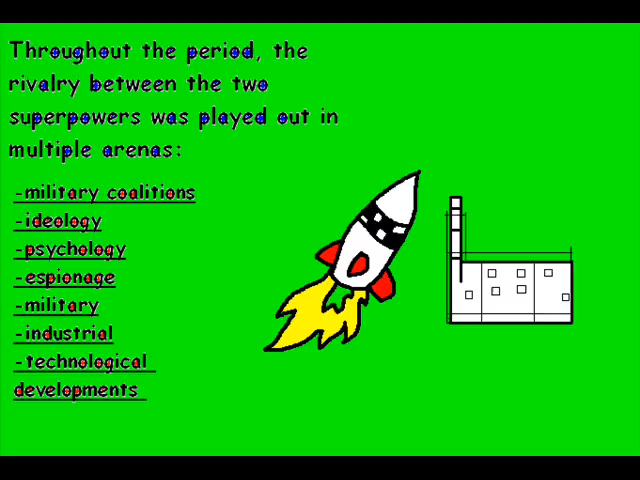 Throughout the period, the
rivalry between the two
superpowers was played out in
multiple arenas:
-military coalitions
-ideology
-psychology
-espionage
-military
-industrial
-technological
developments